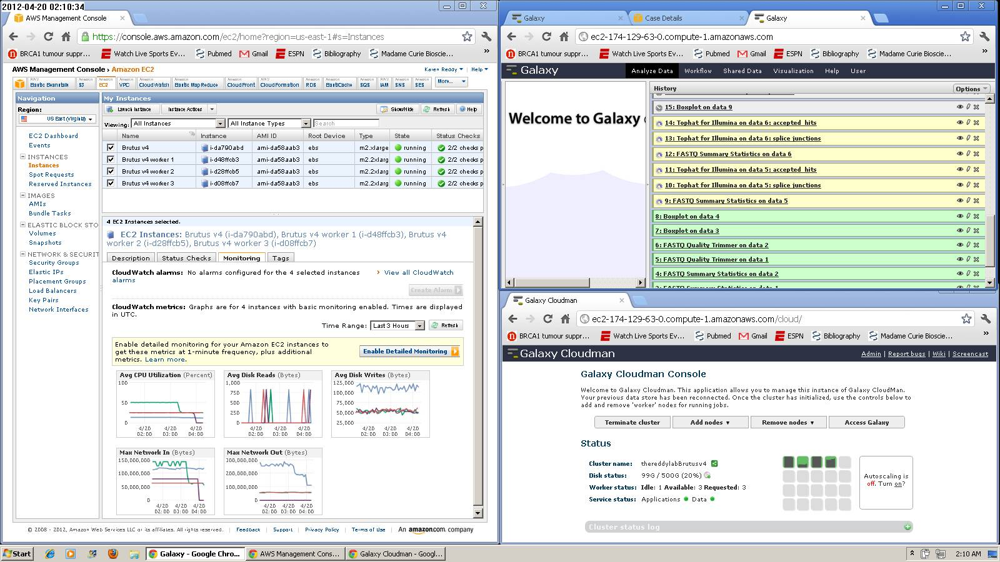 2012-04-20 02:10:34
AWS Management Console
https://console.aws.amazon.com/ec2/home?region=us-east-1#s=Instances
BRCA1 tumour suppr... Watch Live Sports Ev... Pubmed Gmail ESPN Bibliography Madame Curie Bioscie... »
AWS Management Console › Amazon EC2 Karen Reddy Help
Amazon Elastic Beanstalk Amazon S3 Amazon EC2 Amazon VPC Amazon CloudWatch Amazon Elastic MapReduce Amazon CloudFront AWS CloudFormation Amazon RDS Amazon ElastiCache Amazon SQS AWS IAM Amazon SNS Amazon SES More...
Navigation
Region:
US East (Virginia)
EC2 Dashboard
Events
INSTANCES
Instances
Spot Requests
Reserved Instances
IMAGES
AMIs
Bundle Tasks
ELASTIC BLOCK STO
Volumes
Snapshots
NETWORK & SECURIT
Security Groups
Elastic IPs
Placement Groups
Load Balancers
Key Pairs
Network Interfaces
My Instances
Launch Instance Instance Actions Show/Hide Refresh Help
Viewing: All Instances All Instance Types Search
Name Instance AMI ID Root Device Type State Status Checks
Brutus v4 i-da790abd ami-da58aab3 ebs m2.xlarge running 2/2 checks p
Brutus v4 worker 1 i-d48ffcb3 ami-da58aab3 ebs m2.2xlarg running 2/2 checks p
Brutus v4 worker 2 i-d28ffcb5 ami-da58aab3 ebs m2.2xlarg running 2/2 checks p
Brutus v4 worker 3 i-d08ffcb7 ami-da58aab3 ebs m2.2xlarg running 2/2 checks p
4 EC2 Instances selected.
EC2 Instances: Brutus v4 (i-da790abd), Brutus v4 worker 1 (i-d48ffcb3), Brutus v4
worker 2 (i-d28ffcb5), Brutus v4 worker 3 (i-d08ffcb7)
Description Status Checks Monitoring Tags
CloudWatch alarms: No alarms configured for the 4 selected instances › View all CloudWatch
alarms
Create Alarm
CloudWatch metrics: Graphs are for 4 instances with basic monitoring enabled. Times are displayed
in UTC.
Time Range: Last 3 Hours Refresh
Enable detailed monitoring for your Amazon EC2 instances to
get these metrics at 1-minute frequency, plus additional
metrics. Learn more.
Enable Detailed Monitoring
Avg CPU Utilization (Percent)
100
50
0
4/20 4/20 4/20
02:00 03:00 04:00
Avg Disk Reads (Bytes)
1,000
750
500
250
0
4/20 4/20 4/20
02:00 03:00 04:00
Avg Disk Writes (Bytes)
125,000
100,000
75,000
50,000
25,000
4/20 4/20 4/20
02:00 03:00 04:00
Max Network In (Bytes)
150,000,000
100,000,000
50,000,000
0
4/20 4/20 4/20
02:00 03:00 04:00
Max Network Out (Bytes)
300,000,000
200,000,000
100,000,000
0
4/20 4/20 4/20
02:00 03:00 04:00
© 2008 - 2012, Amazon Web Services LLC or its affiliates. All rights reserved. | Feedback | Support | Privacy Policy | Terms of Use | An amazon.com company
Galaxy Case Details Galaxy
ec2-174-129-63-0.compute-1.amazonaws.com
BRCA1 tumour suppr... Watch Live Sports Ev... Pubmed Gmail ESPN Bibliography Madame Curie Bioscie... »
Galaxy Analyze Data Workflow Shared Data Visualization Help User
Welcome to Galaxy
History Options
15: Boxplot on data 9
14: Tophat for Illumina on data 6: accepted_hits
13: Tophat for Illumina on data 6: splice junctions
12: FASTQ Summary Statistics on data 6
11: Tophat for Illumina on data 5: accepted_hits
10: Tophat for Illumina on data 5: splice junctions
9: FASTQ Summary Statistics on data 5
8: Boxplot on data 4
7: Boxplot on data 3
6: FASTQ Quality Trimmer on data 2
5: FASTQ Quality Trimmer on data 1
4: FASTQ Summary Statistics on data 2
3: FASTQ Summary Statistics on data 1
Galaxy Cloudman
ec2-174-129-63-0.compute-1.amazonaws.com/cloud/
BRCA1 tumour suppr... Watch Live Sports Ev... Pubmed Gmail ESPN Bibliography Madame Curie Bioscie... »
Galaxy Cloudman Admin | Report bugs | Wiki | Screencast
Galaxy Cloudman Console
Welcome to Galaxy Cloudman. This application allows you to manage this instance of Galaxy CloudMan.
Your previous data store has been reconnected. Once the cluster has initialized, use the controls below to
add and remove 'worker' nodes for running jobs.
Terminate cluster Add nodes ▾ Remove nodes ▾ Access Galaxy
Status
Cluster name: thereddylabBrutusv4
Disk status: 99G / 500G (20%)
Worker status: Idle: 1 Available: 3 Requested: 3
Service status: Applications Data
Autoscaling is
off. Turn on?
Cluster status log
Start Galaxy - Google Chro... AWS Management Cons... Galaxy Cloudman - Googl... 2:10 AM